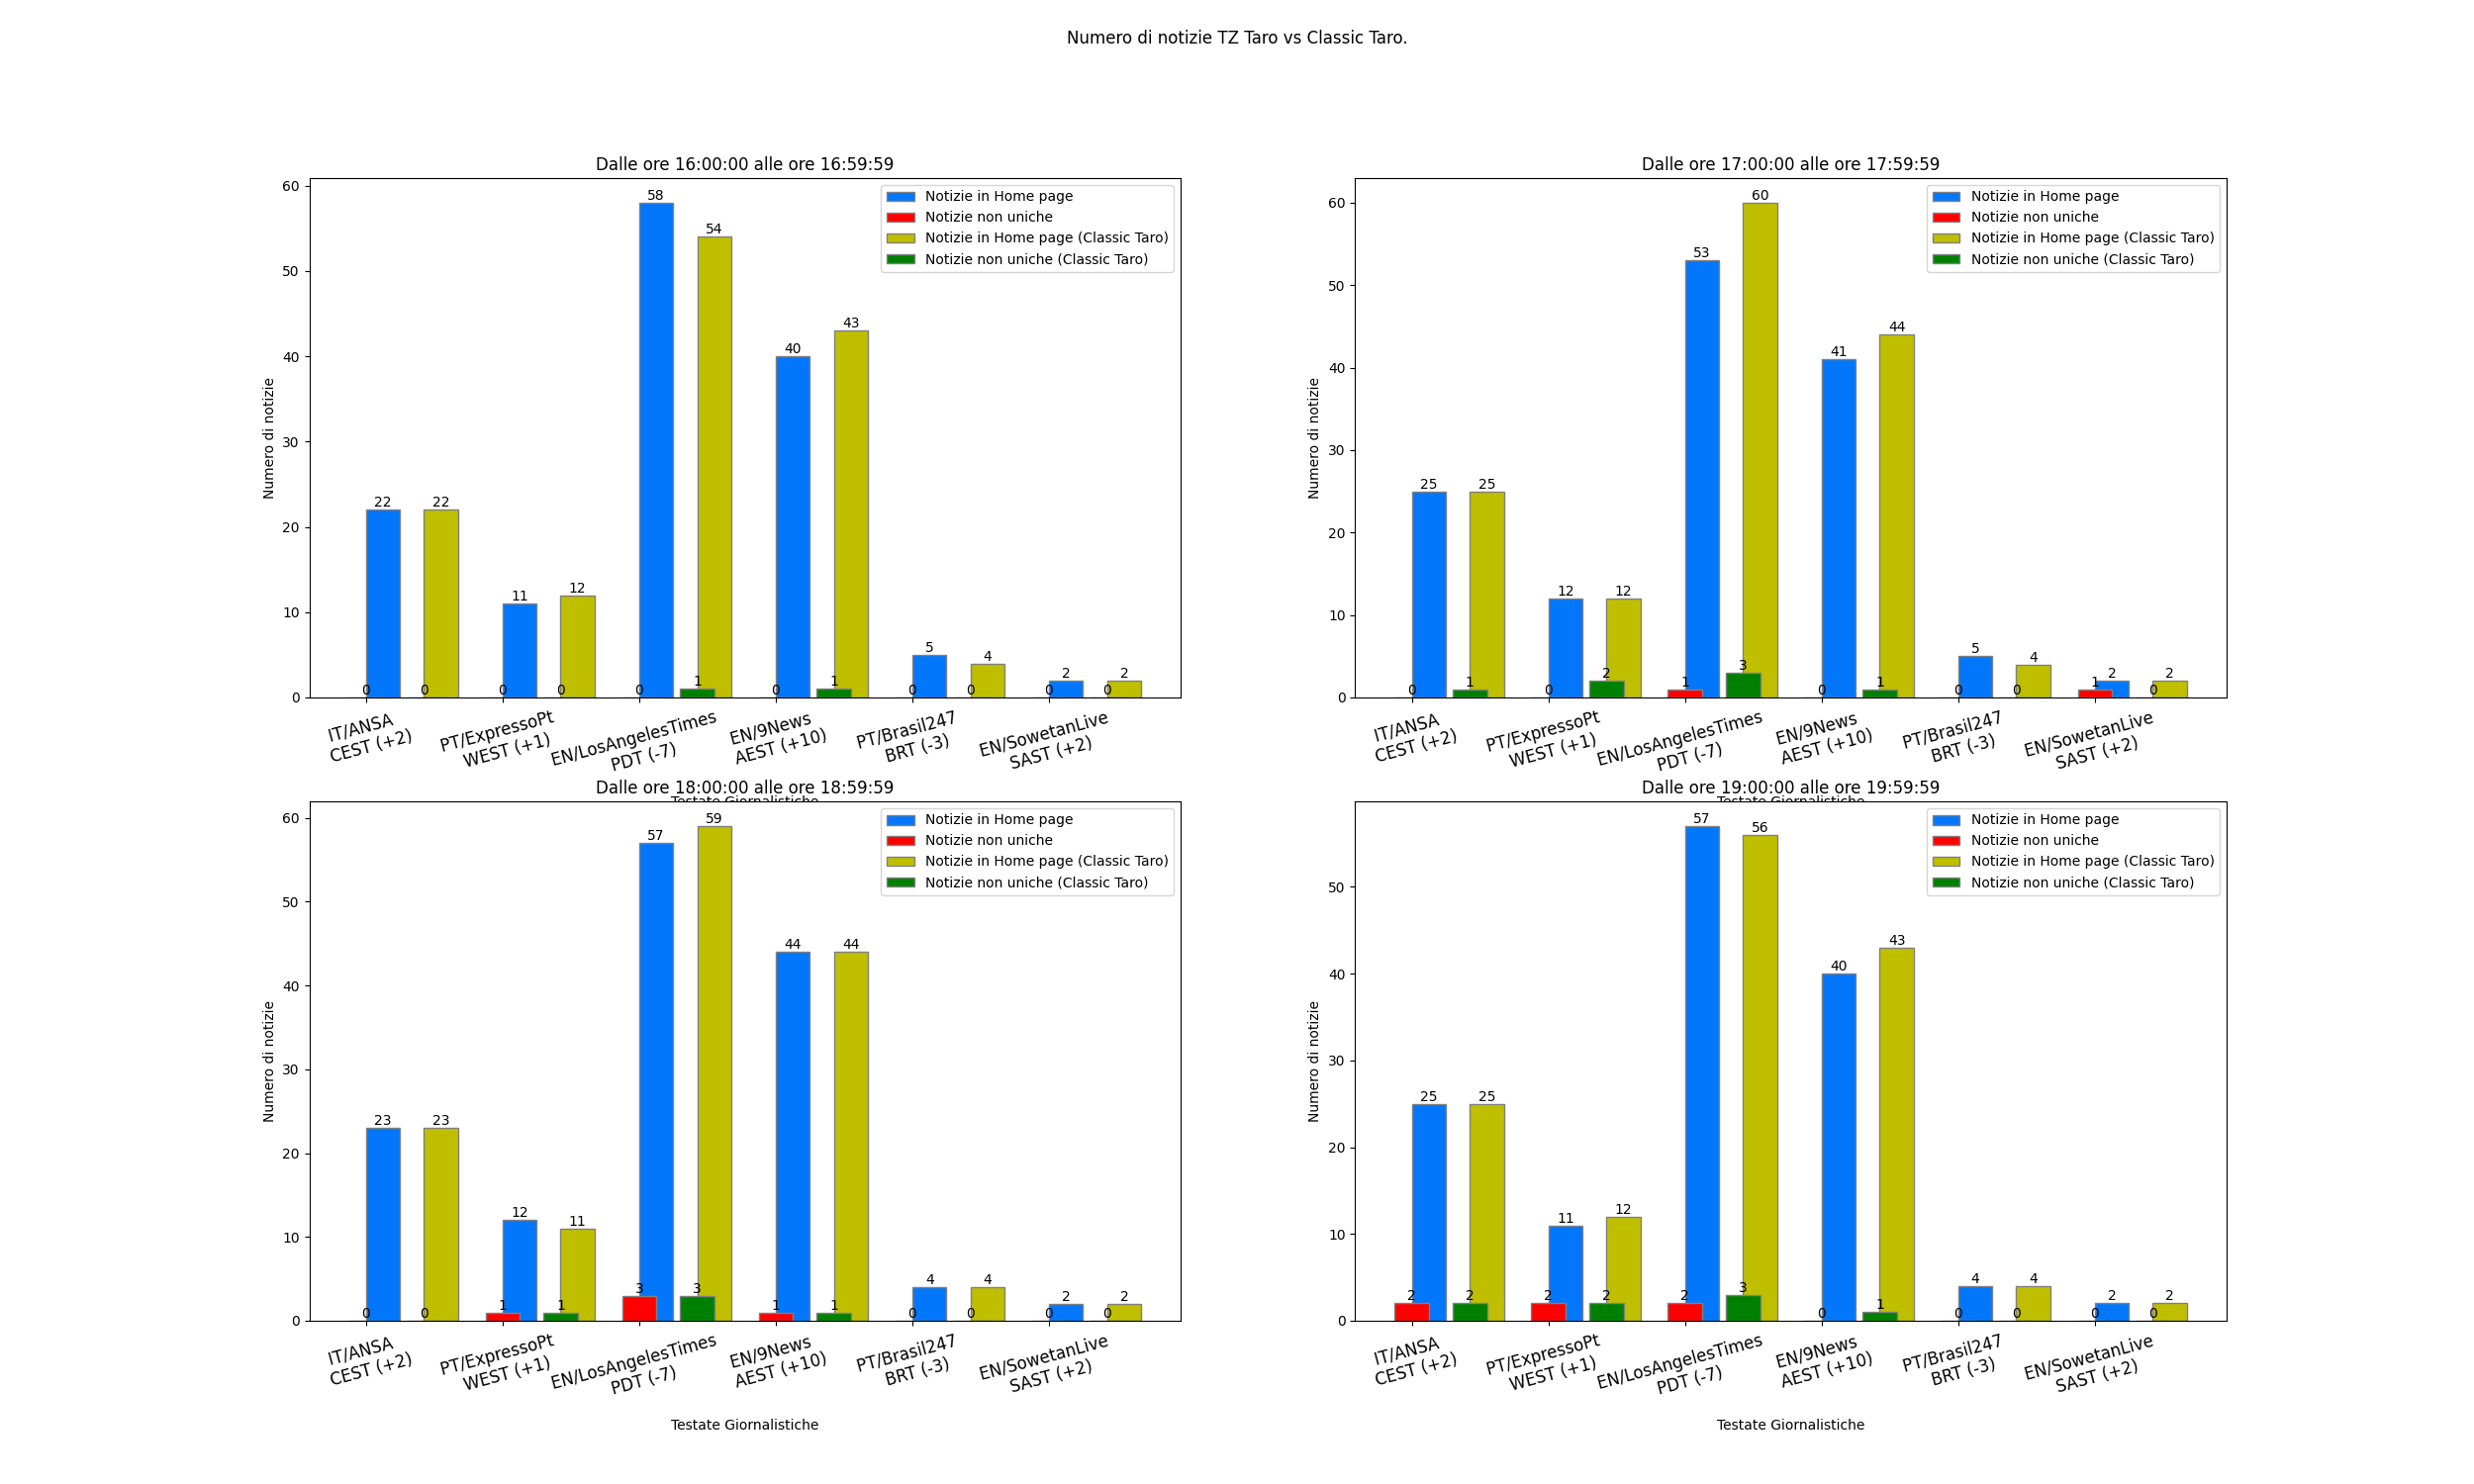 Numero di notizie TZ Taro vs Classic Taro.
Dalle ore 16:00:00 alle ore 16:59:59
Notizie in Home page
Notizie non uniche
Notizie in Home page (Classic Taro)
Notizie non uniche (Classic Taro)
Numero di notizie
60
50
40
30
20
10
0
22 22 11 12 58 54 40 43 5 4 2 2
0 0 0 0 0 1 0 1 0 0 0 0
IT/ANSA
CEST (+2)
PT/ExpressoPt
WEST (+1)
EN/LosAngelesTimes
PDT (-7)
EN/9News
AEST (+10)
PT/Brasil247
BRT (-3)
EN/SowetanLive
SAST (+2)
Testate Giornalistiche
Dalle ore 17:00:00 alle ore 17:59:59
Notizie in Home page
Notizie non uniche
Notizie in Home page (Classic Taro)
Notizie non uniche (Classic Taro)
Numero di notizie
60
50
40
30
20
10
0
25 25 12 12 53 60 41 44 5 4 2 2
0 1 0 2 1 3 0 1 0 0 1 0
IT/ANSA
CEST (+2)
PT/ExpressoPt
WEST (+1)
EN/LosAngelesTimes
PDT (-7)
EN/9News
AEST (+10)
PT/Brasil247
BRT (-3)
EN/SowetanLive
SAST (+2)
Testate Giornalistiche
Dalle ore 18:00:00 alle ore 18:59:59
Notizie in Home page
Notizie non uniche
Notizie in Home page (Classic Taro)
Notizie non uniche (Classic Taro)
Numero di notizie
60
50
40
30
20
10
0
23 23 12 11 57 59 44 44 4 4 2 2
0 0 1 1 3 3 1 1 0 0 0 0
IT/ANSA
CEST (+2)
PT/ExpressoPt
WEST (+1)
EN/LosAngelesTimes
PDT (-7)
EN/9News
AEST (+10)
PT/Brasil247
BRT (-3)
EN/SowetanLive
SAST (+2)
Testate Giornalistiche
Dalle ore 19:00:00 alle ore 19:59:59
Notizie in Home page
Notizie non uniche
Notizie in Home page (Classic Taro)
Notizie non uniche (Classic Taro)
Numero di notizie
50
40
30
20
10
0
25 25 11 12 57 56 40 43 4 4 2 2
2 2 2 2 2 3 0 1 0 0 0 0
IT/ANSA
CEST (+2)
PT/ExpressoPt
WEST (+1)
EN/LosAngelesTimes
PDT (-7)
EN/9News
AEST (+10)
PT/Brasil247
BRT (-3)
EN/SowetanLive
SAST (+2)
Testate Giornalistiche